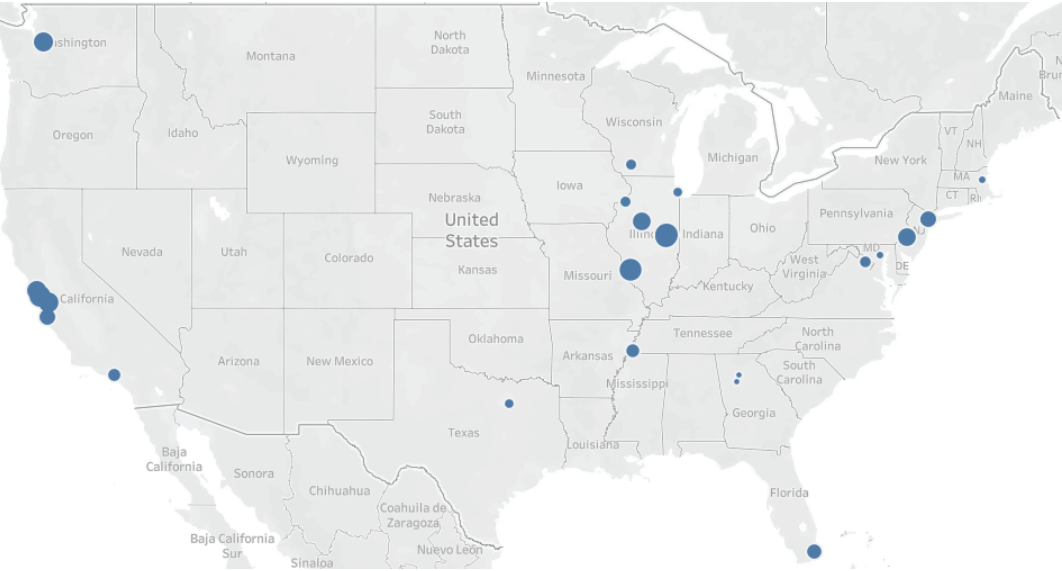 shington
Montana
North
Dakota
Minnesota
Maine
N
Brun
Oregon
Idaho
South
Dakota
Wisconsin
VT
NH
Wyoming
Michigan
New York
MA
CT
RI
Iowa
Nebraska
United
States
Pennsylvania
Nevada
Utah
Colorado
Kansas
Illino
Indiana
Ohio
NJ
MD
DE
West
Virginia
Missouri
Kentucky
California
Arizona
New Mexico
Oklahoma
Arkansas
Tennessee
North
Carolina
South
Carolina
Mississippi
Georgia
Texas
Louisiana
Baja
California
Sonora
Chihuahua
Coahuila de
Zaragoza
Florida
Baja California
Sur
Sinaloa
Nuevo León